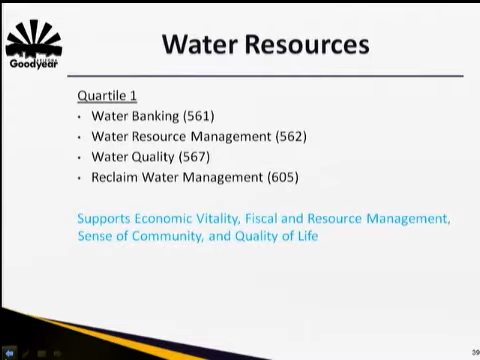 Water Resources
ARIZONA
Goodyear
Quartile 1
• Water Banking (561)
• Water Resource Management (562)
• Water Quality (567)
• Reclaim Water Management (605)
Supports Economic Vitality, Fiscal and Resource Management,
Sense of Community, and Quality of Life
39